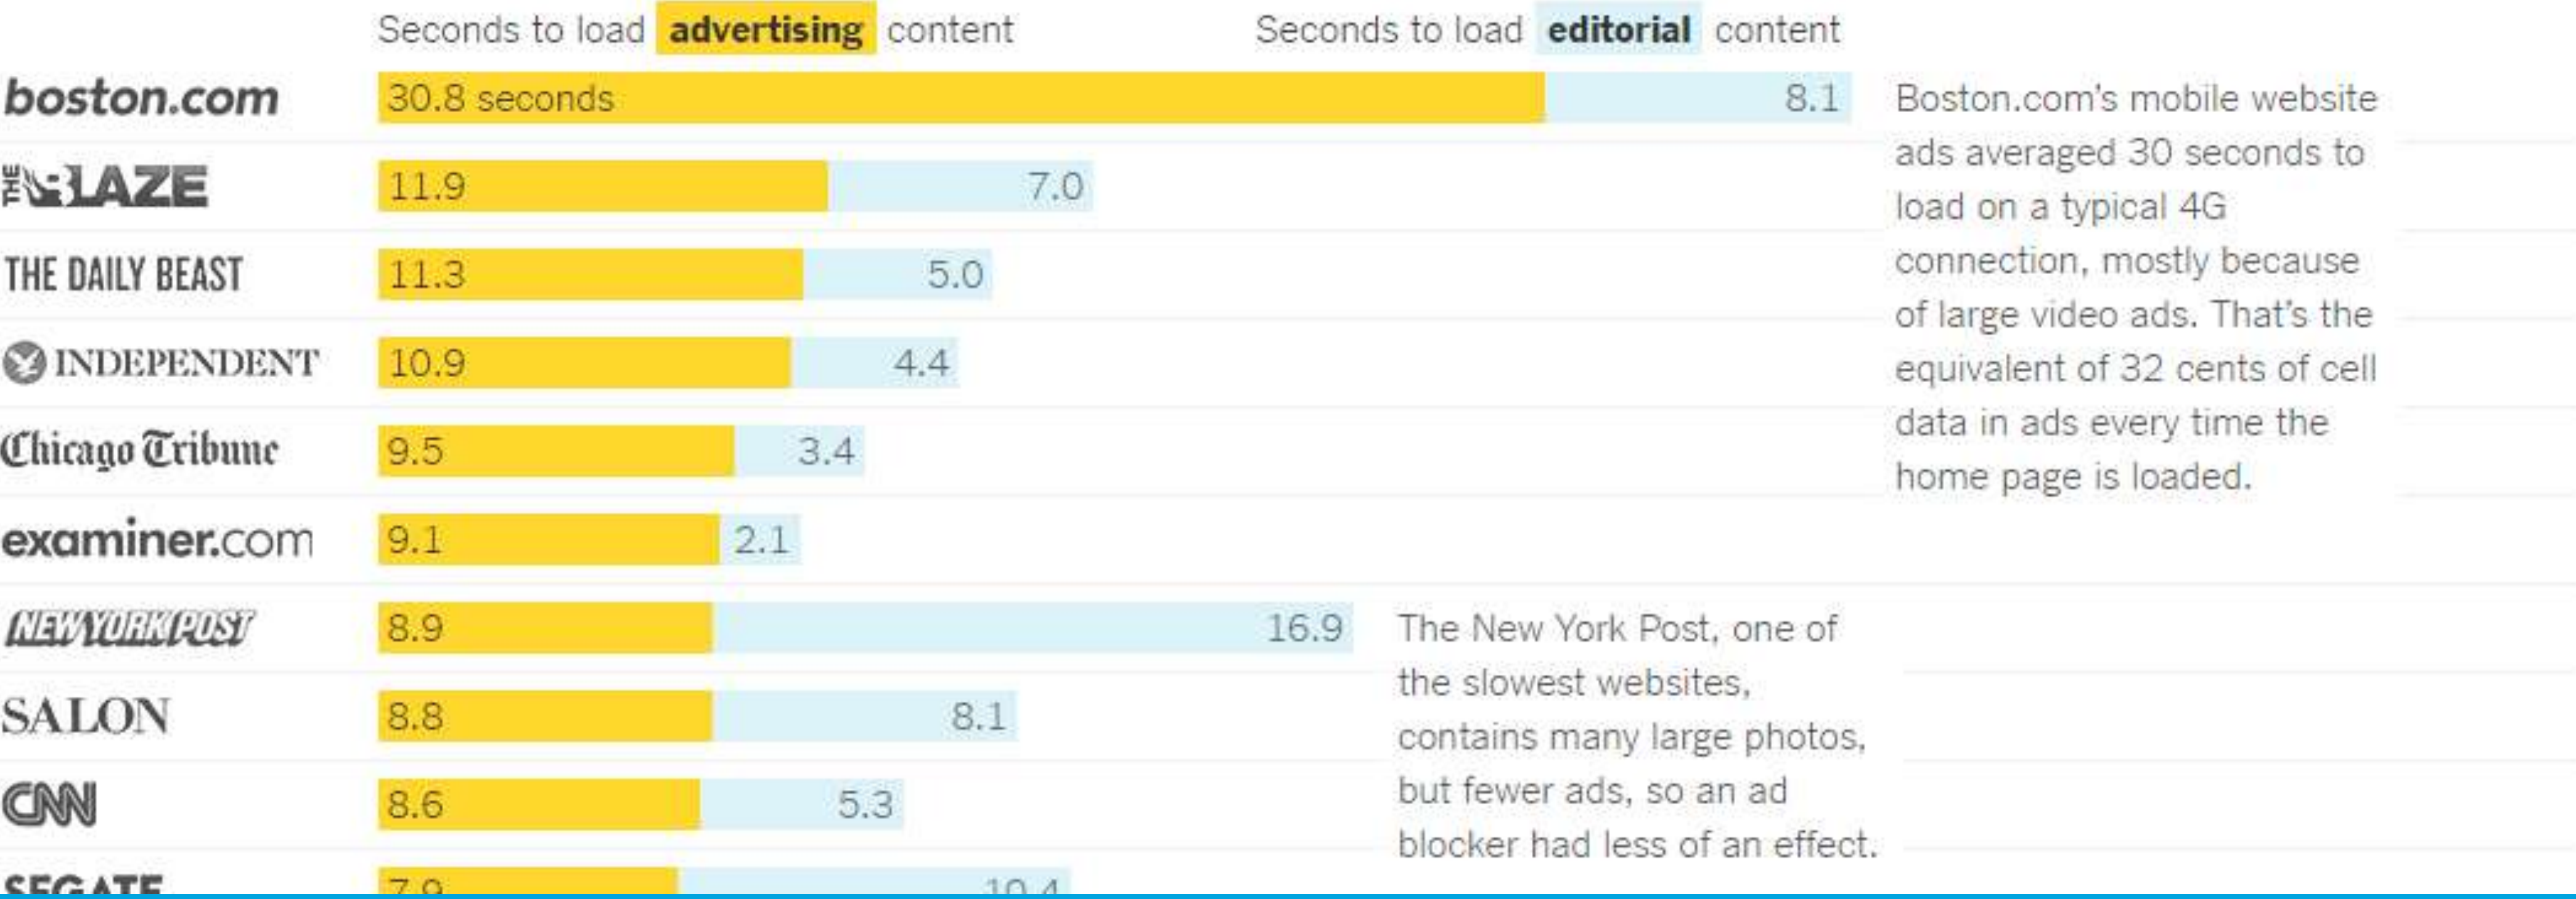 Seconds to load advertising content
Seconds to load editorial content
boston.com
30.8 seconds
8.1
THE BLAZE
11.9
7.0
THE DAILY BEAST
11.3
5.0
INDEPENDENT
10.9
4.4
Chicago Tribune
9.5
3.4
examiner.com
9.1
2.1
NEW YORK POST
8.9
16.9
SALON
8.8
8.1
CNN
8.6
5.3
SFGATE
7.9
10.4
Boston.com's mobile website
ads averaged 30 seconds to
load on a typical 4G
connection, mostly because
of large video ads. That's the
equivalent of 32 cents of cell
data in ads every time the
home page is loaded.
The New York Post, one of
the slowest websites,
contains many large photos,
but fewer ads, so an ad
blocker had less of an effect.